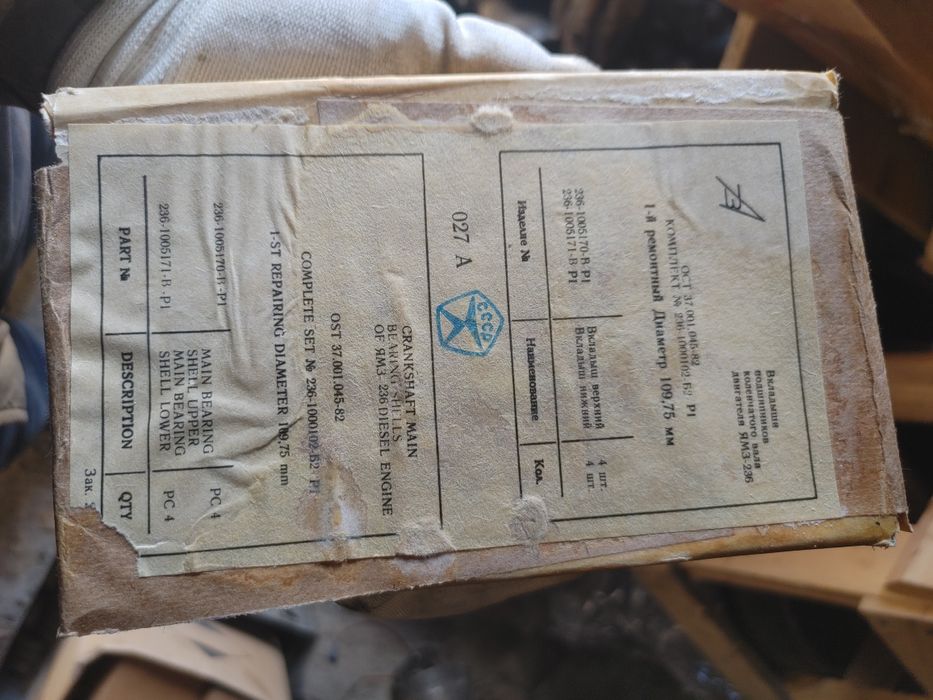 Вкладыши
подшипников
коленчатого вала
двигателя ЯМЗ-236
ОСТ 37.001.045-82
КОМПЛЕКТ № 236-1000102-Б2 Р1
1-й ремонтный Диаметр 109,75 мм
236-1005170-В Р1 Вкладыш верхний 4 шт.
236-1005171-В Р1 Вкладыш нижний 4 шт.
Изделие № Наименование Кол.
027 А
СССР
CRANKSHAFT MAIN
BEARING SHELLS
OF ЯМЗ-236 DIESEL ENGINE
OST 37.001.045-82
COMPLETE SET № 236-1000102-Б2 Р1
1-ST REPAIRING DIAMETER 109,75 mm
236-1005170-В-Р1 MAIN BEARING SHELL UPPER PC 4
236-1005171-В-Р1 MAIN BEARING SHELL LOWER PC 4
PART № DESCRIPTION QTY
Зак.